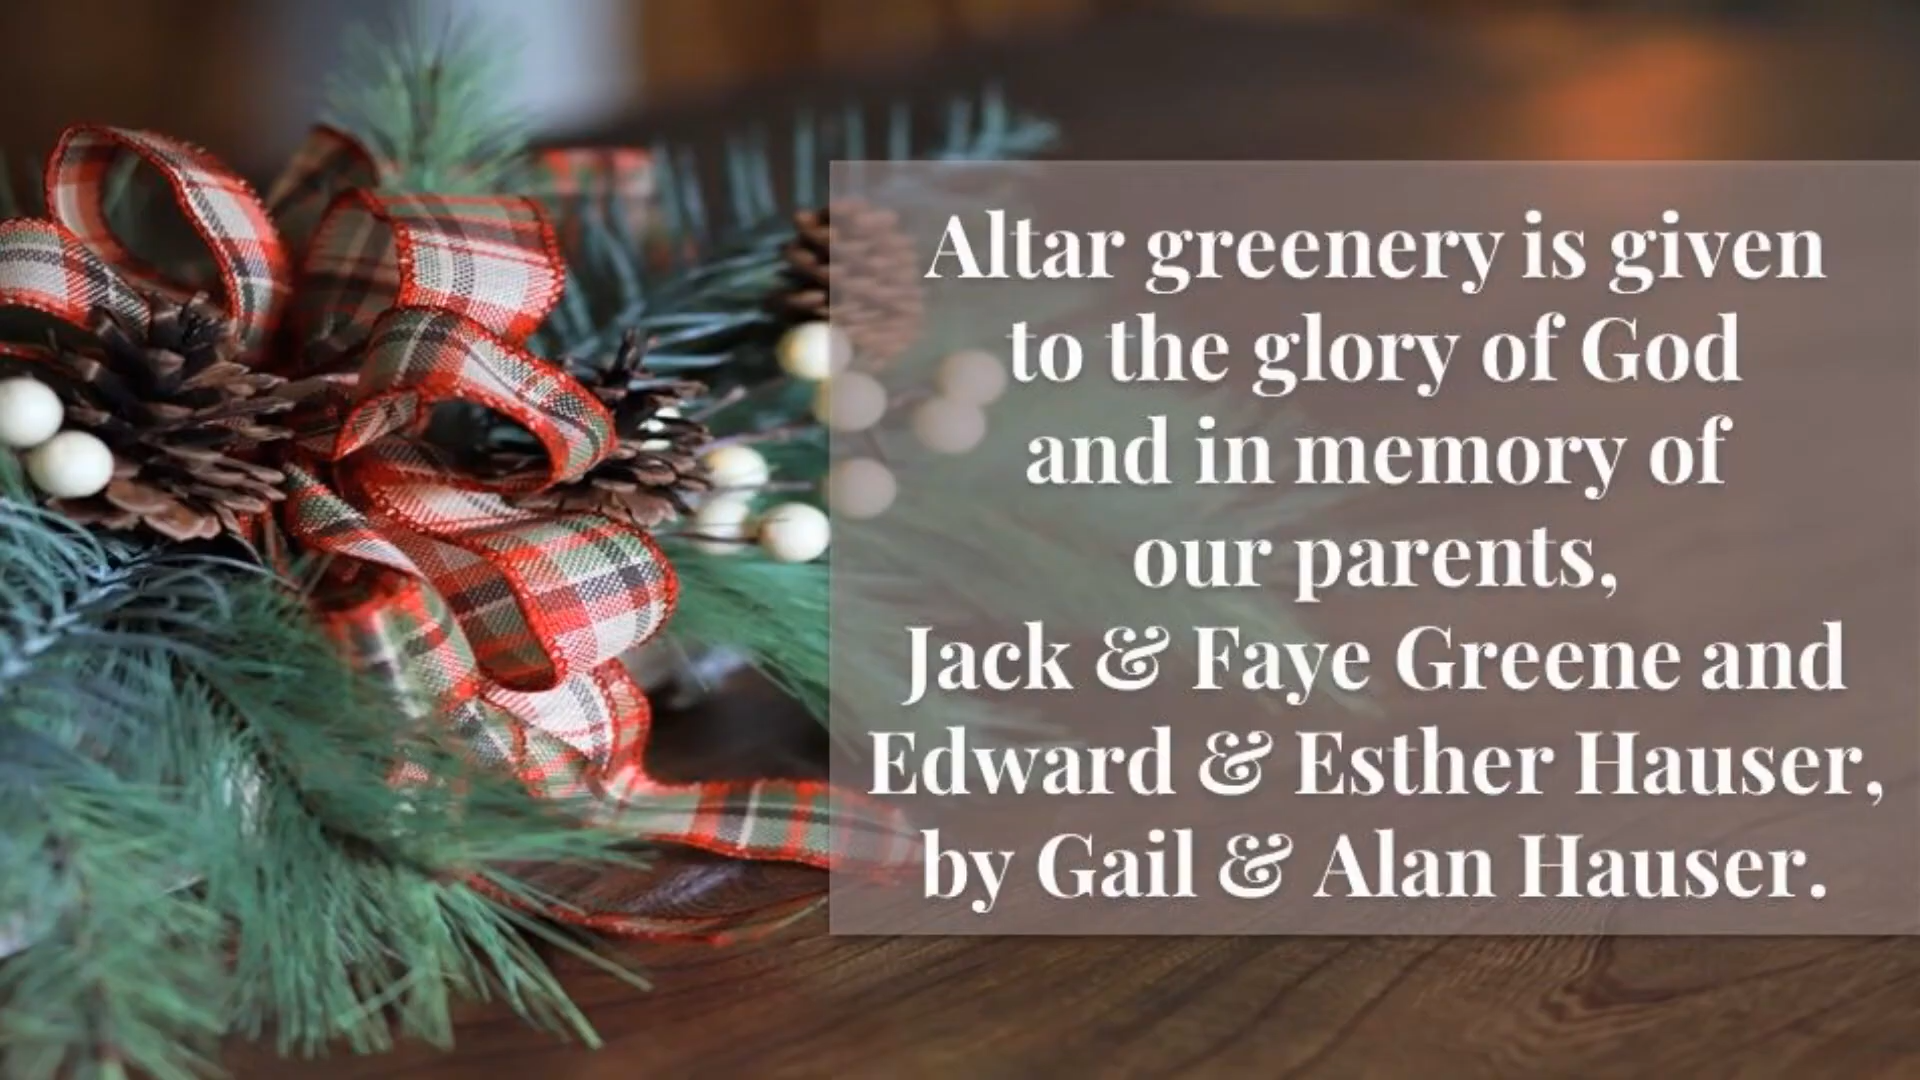 Altar greenery is given
to the glory of God
and in memory of
our parents,
Jack & Faye Greene and
Edward & Esther Hauser,
by Gail & Alan Hauser.